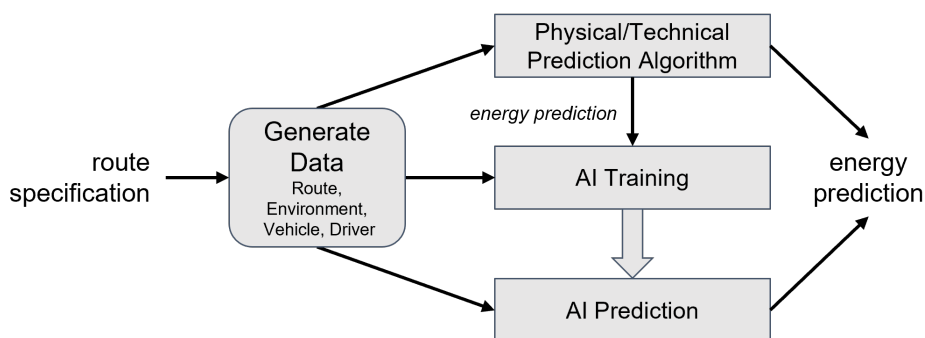 Physical/Technical
Prediction Algorithm
energy prediction
Generate
Data
Route,
Environment,
Vehicle, Driver
route
specification
AI Training
energy
prediction
AI Prediction